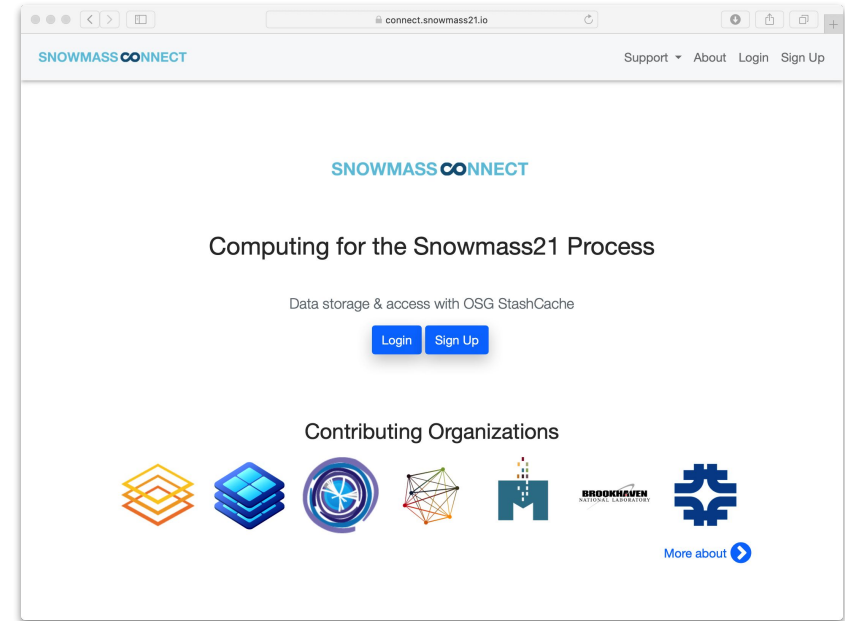 connect.snowmass21.io
SNOWMASS CONNECT
Support About Login Sign Up
SNOWMASS CONNECT
Computing for the Snowmass21 Process
Data storage & access with OSG StashCache
Login Sign Up
Contributing Organizations
BROOKHAVEN
NATIONAL LABORATORY
More about